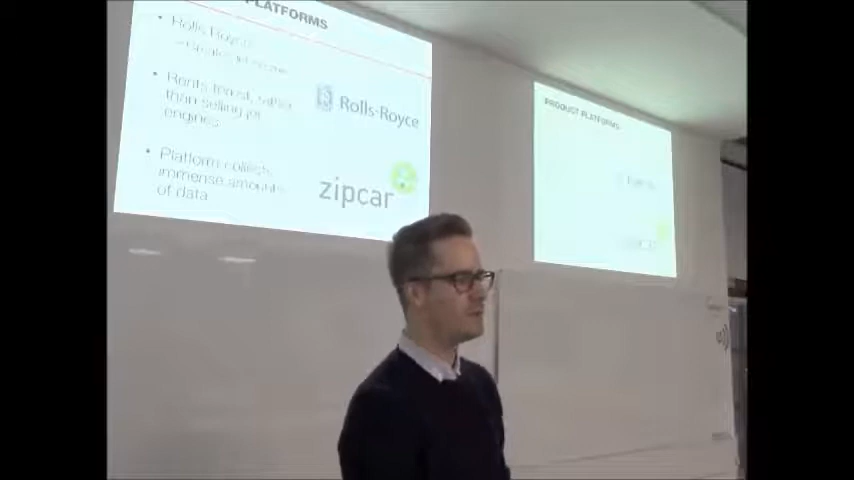 PLATFORMS
• Rolls Royce
• Rents thrust, rather
than selling jet
engines
• Platform collects
immense amounts
of data
Rolls-Royce
zipcar
PRODUCT PLATFORMS